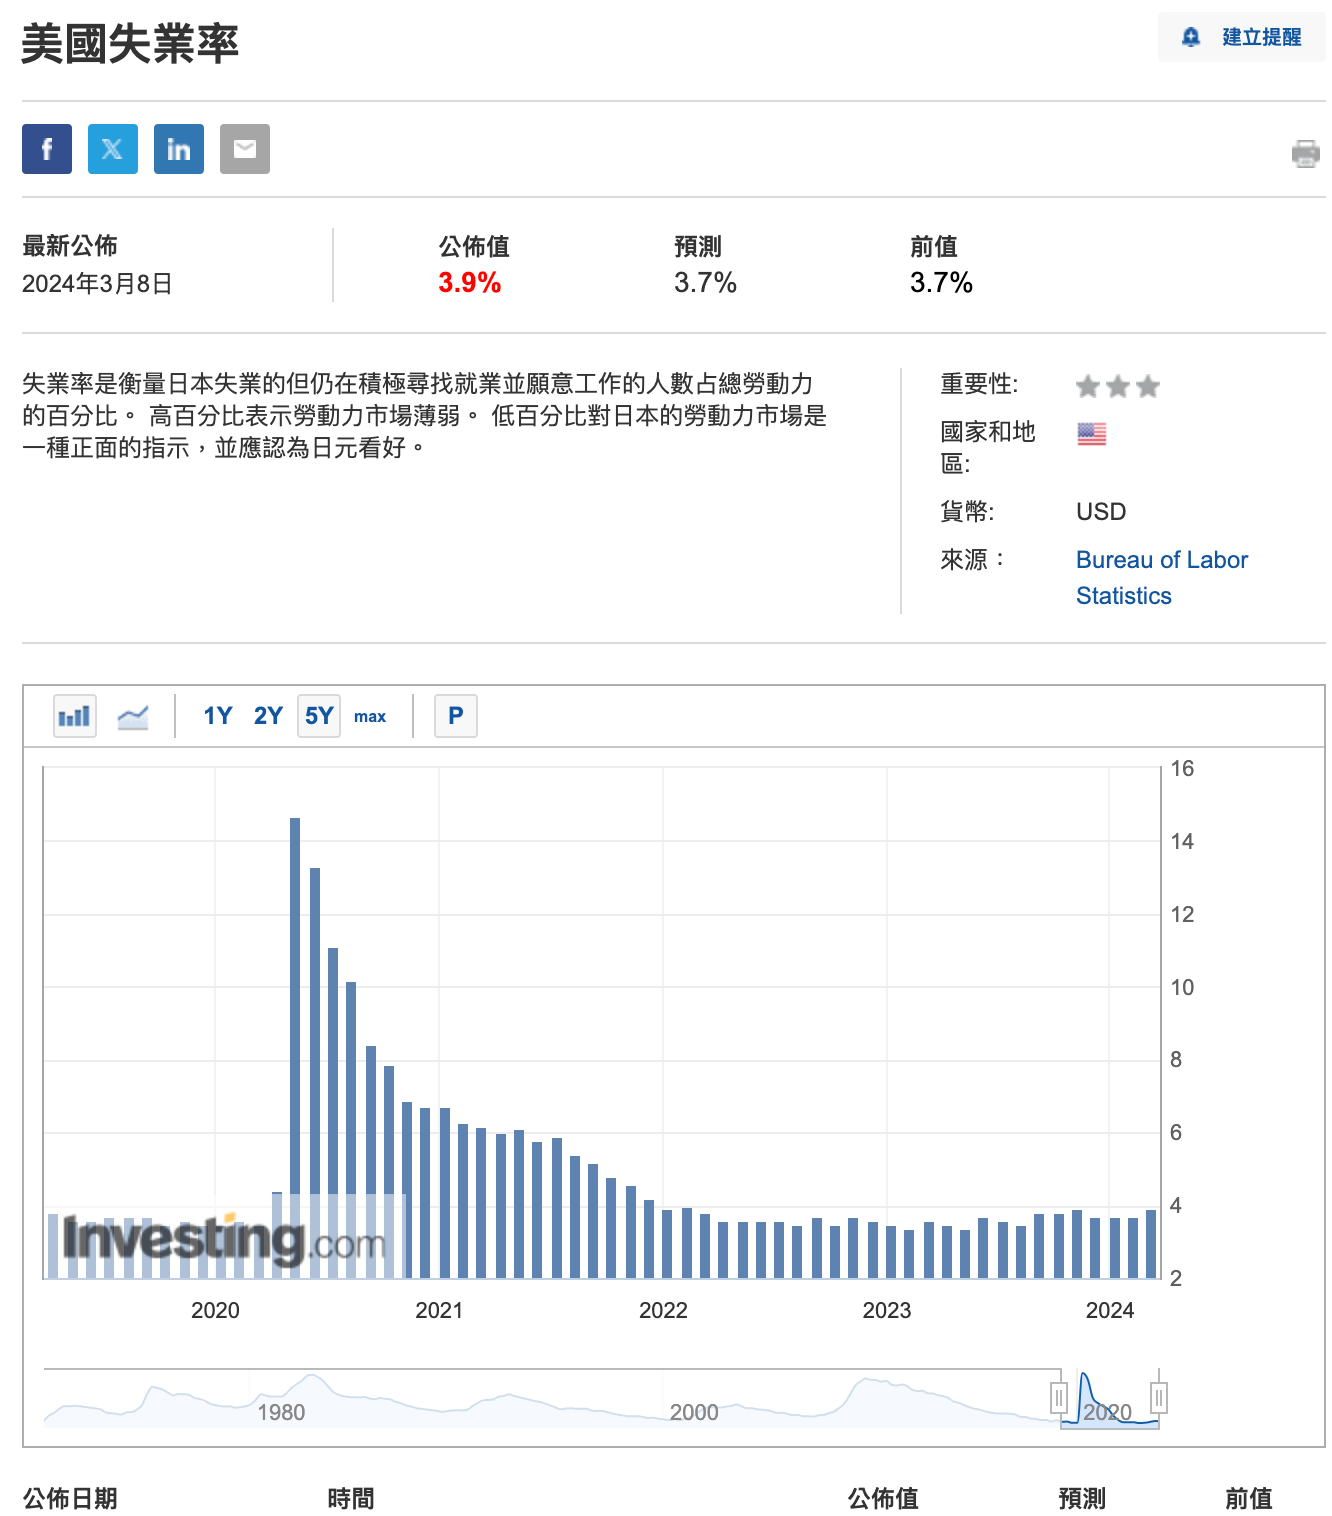 美國失業率
建立提醒
最新公佈
2024年3月8日
公佈值
3.9%
預測
3.7%
前值
3.7%
失業率是衡量日本失業的但仍在積極尋找就業並願意工作的人數占總勞動力
的百分比。 高百分比表示勞動力市場薄弱。 低百分比對日本的勞動力市場是
一種正面的指示，並應認為日元看好。
重要性:
國家和地
區:
貨幣:
USD
來源：
Bureau of Labor
Statistics
1Y 2Y 5Y max P
16
14
12
10
8
6
4
2
Investing.com
2020 2021 2022 2023 2024
1980 2000 2020
公佈日期 時間 公佈值 預測 前值